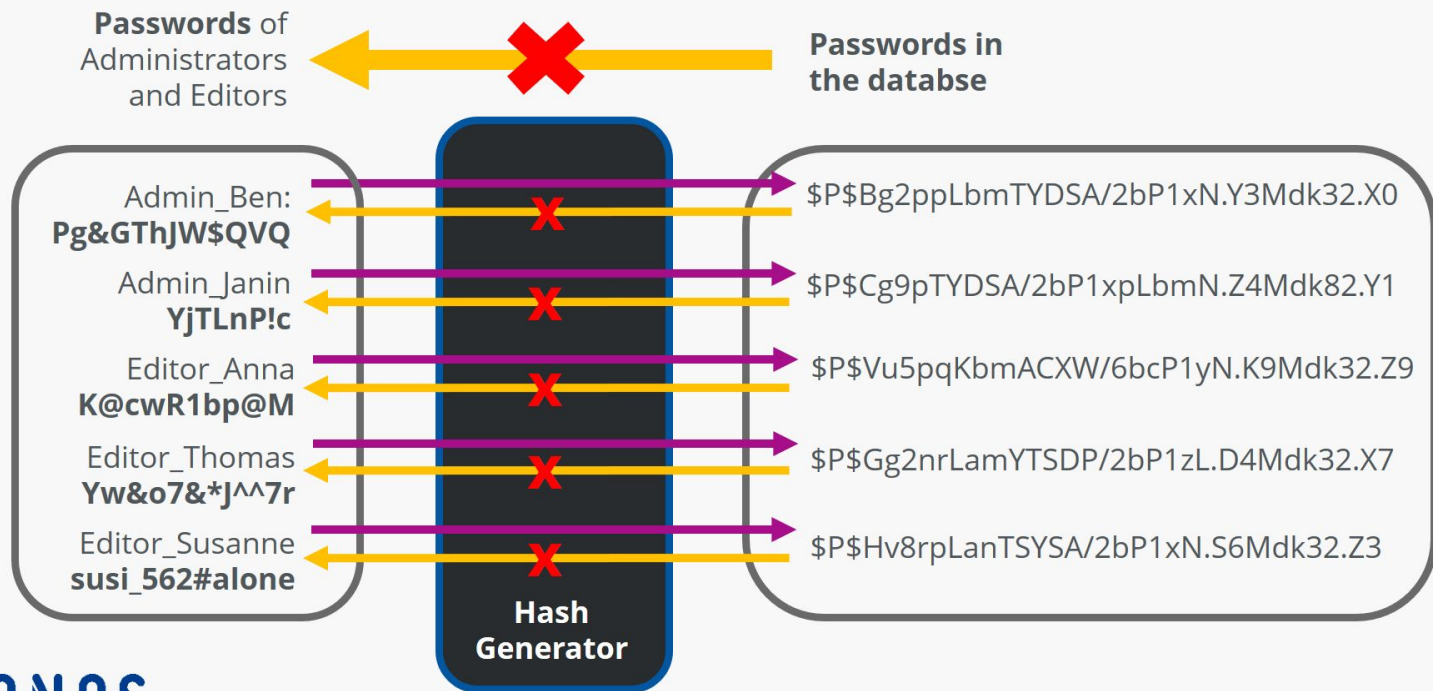 Passwords of
Administrators
and Editors
Passwords in
the databse
Admin_Ben:
Pg&GThJW$QVQ
$P$Bg2ppLbmTYDSA/2bP1xN.Y3Mdk32.X0
X
Admin_Janin
YjTLnP!c
$P$Cg9pTYDSA/2bP1xpLbmN.Z4Mdk82.Y1
X
Editor_Anna
K@cwR1bp@M
$P$Vu5pqKbmACXW/6bcP1yN.K9Mdk32.Z9
X
Editor_Thomas
Yw&o7&*J^^7r
$P$Gg2nrLamYTSDP/2bP1zL.D4Mdk32.X7
X
Editor_Susanne
susi_562#alone
$P$Hv8rpLanTSYSA/2bP1xN.S6Mdk32.Z3
X
Hash
Generator